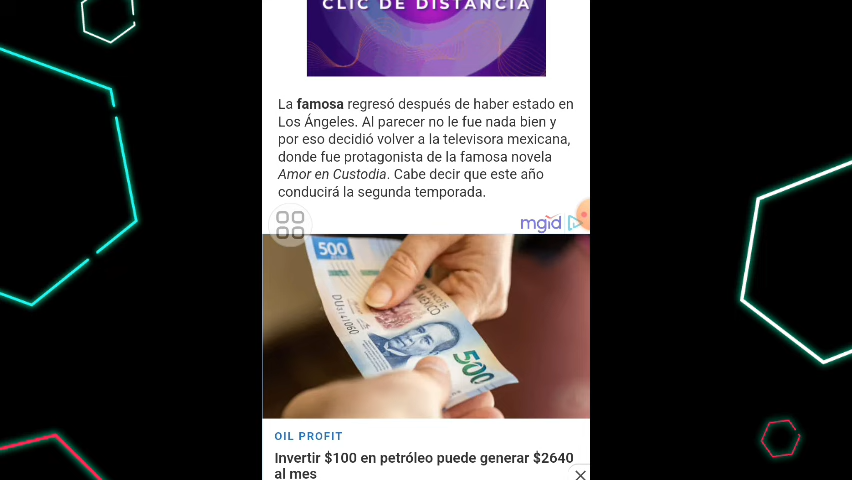 CLIC DE DISTANCIA
La famosa regresó después de haber estado en
Los Ángeles. Al parecer no le fue nada bien y
por eso decidió volver a la televisora mexicana,
donde fue protagonista de la famosa novela
Amor en Custodia. Cabe decir que este año
conducirá la segunda temporada.
mgid
500
BANCO DE
MÉXICO
500
OIL PROFIT
Invertir $100 en petróleo puede generar $2640
al mes